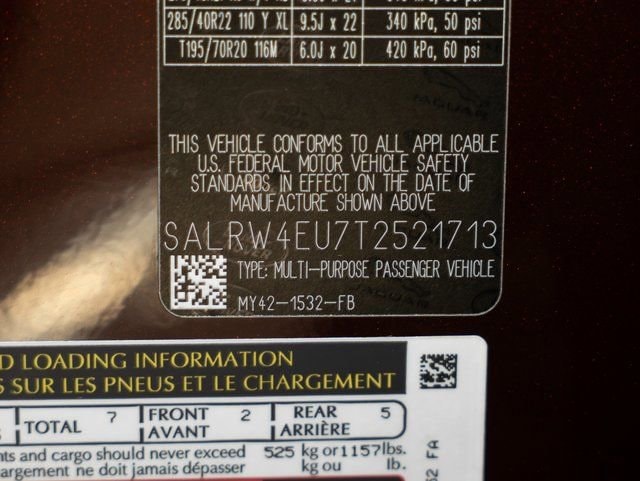 285/40R22 110 Y XL 9.5J x 22 340 kPa, 50 psi
T195/70R20 116M 6.0J x 20 420 kPa, 60 psi
JAGUAR
THIS VEHICLE CONFORMS TO ALL APPLICABLE
U.S. FEDERAL MOTOR VEHICLE SAFETY
STANDARDS IN EFFECT ON THE DATE OF
MANUFACTURE SHOWN ABOVE
SALRW4EU7T2521713
TYPE: MULTI-PURPOSE PASSENGER VEHICLE
MY42-1532-FB
LOADING INFORMATION
SUR LES PNEUS ET LE CHARGEMENT
TOTAL 7 FRONT 2 REAR 5
AVANT ARRIÈRE
and cargo should never exceed 525 kg or 1157 lbs.
ne doit jamais dépasser kg ou lb.
FA